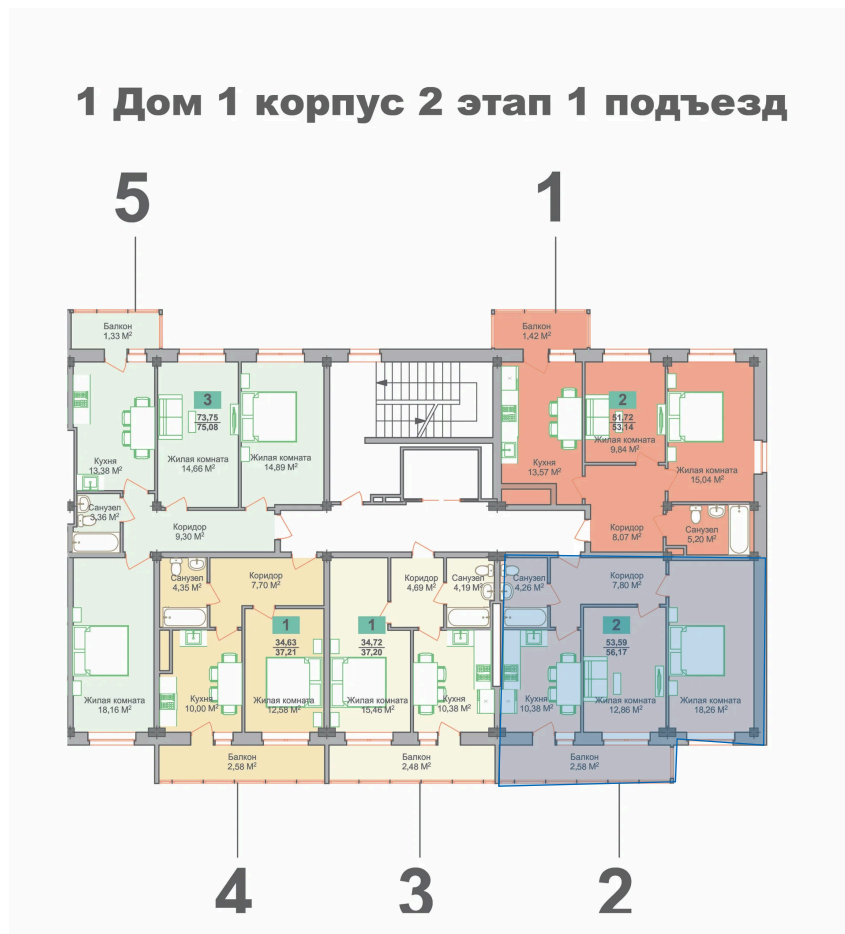 1 Дом 1 корпус 2 этап 1 подъезд
5
1
Балкон
1,33 М²
Балкон
1,42 М²
3
73,75
75,08
2
51,72
53,14
Кухня
13,38 М²
Жилая комната
14,66 М²
Жилая комната
14,89 М²
Кухня
13,57 М²
Жилая комната
9,84 М²
Жилая комната
15,04 М²
Санузел
3,36 М²
Коридор
9,30 М²
Коридор
8,07 М²
Санузел
5,20 М²
Санузел
4,35 М²
Коридор
7,70 М²
Коридор
4,69 М²
Санузел
4,19 М²
Санузел
4,26 М²
Коридор
7,80 М²
1
34,63
37,21
1
34,72
37,20
2
53,59
56,17
Жилая комната
18,16 М²
Кухня
10,00 М²
Жилая комната
12,58 М²
Жилая комната
15,46 М²
Кухня
10,38 М²
Кухня
10,38 М²
Жилая комната
12,86 М²
Жилая комната
18,26 М²
Балкон
2,58 М²
Балкон
2,48 М²
Балкон
2,58 М²
4
3
2